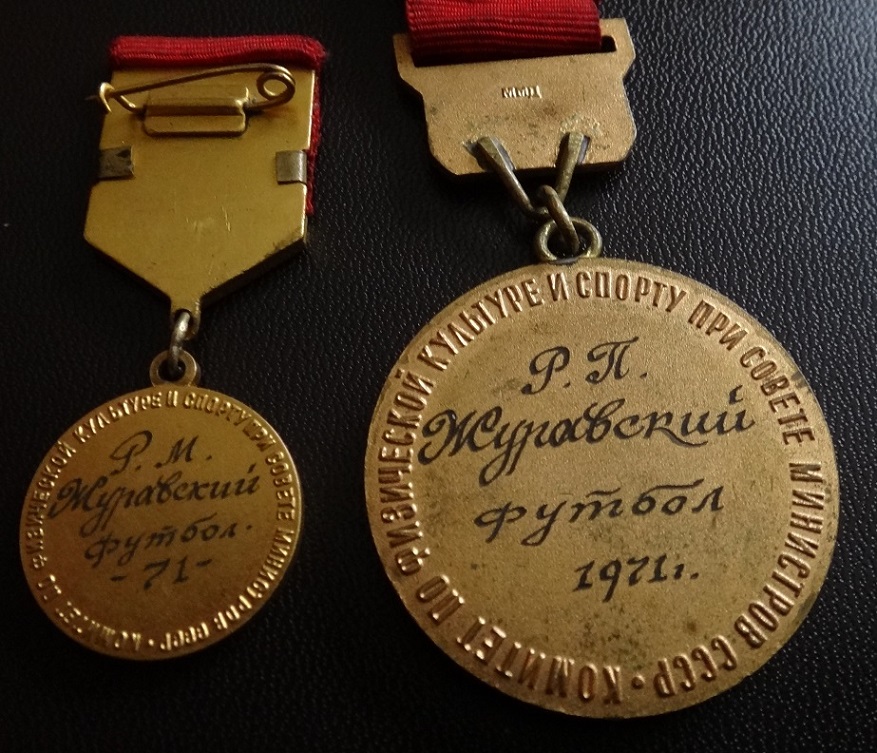 КОМИТЕТ ПО ФИЗИЧЕСКОЙ КУЛЬТУРЕ И СПОРТУ ПРИ СОВЕТЕ МИНИСТРОВ СССР •
Р. М.
Журавский
футбол.
-71-
ММД
КОМИТЕТ ПО ФИЗИЧЕСКОЙ КУЛЬТУРЕ И СПОРТУ ПРИ СОВЕТЕ МИНИСТРОВ СССР •
Р. П.
Журавский
футбол
1971г.